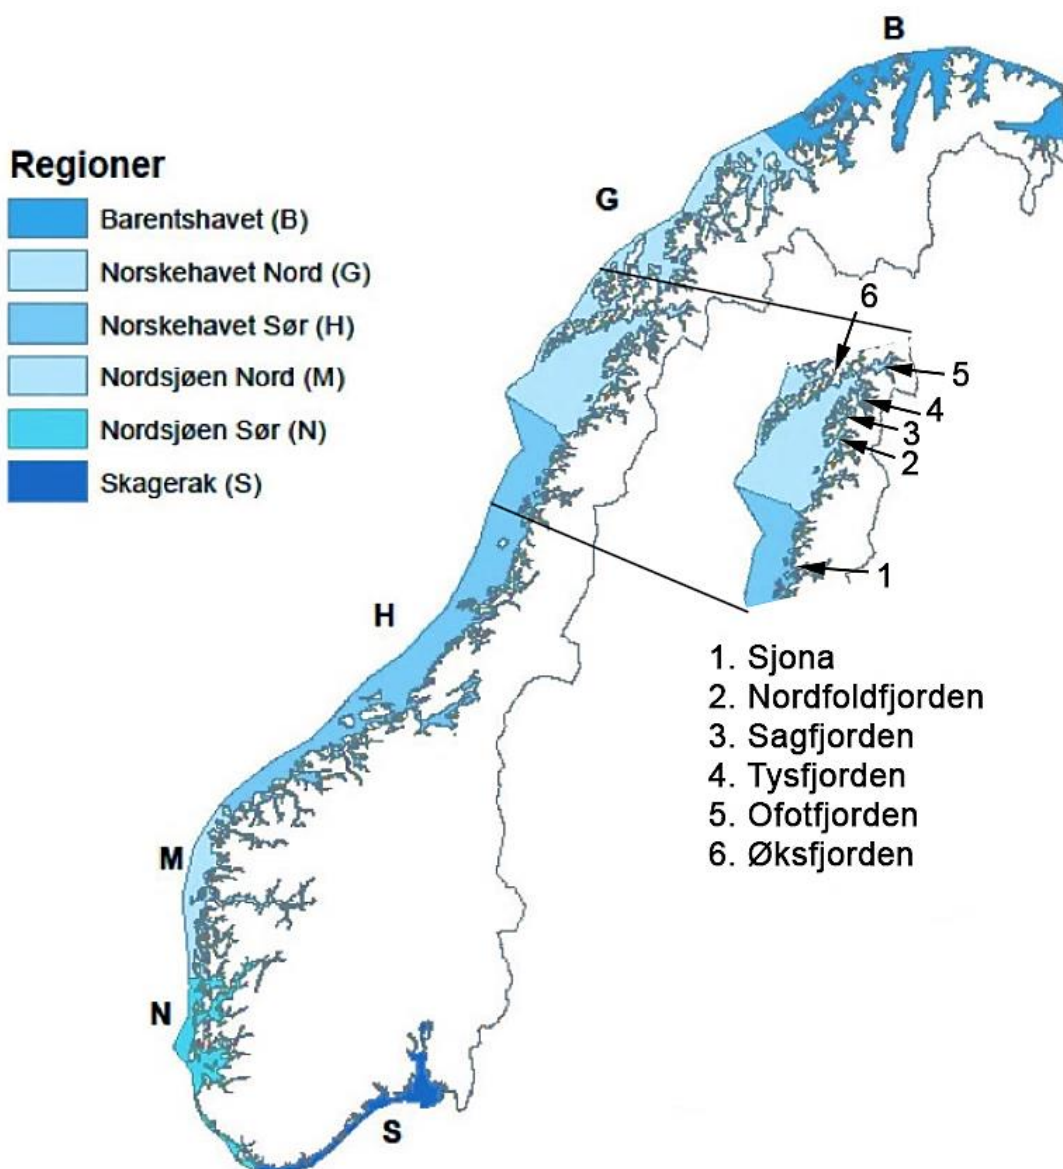 B
Regioner
Barentshavet (B)
G
Norskehavet Nord (G)
Norskehavet Sør (H)
Nordsjøen Nord (M)
Nordsjøen Sør (N)
Skagerak (S)
6
5
4
3
2
1
H
1. Sjona
2. Nordfoldfjorden
3. Sagfjorden
4. Tysfjorden
5. Ofotfjorden
6. Øksfjorden
M
N
S